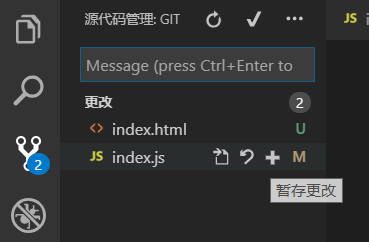 源代码管理: GIT
JS
Message (press Ctrl+Enter to
更改 2
<> index.html U
JS index.js M
2
暂存更改